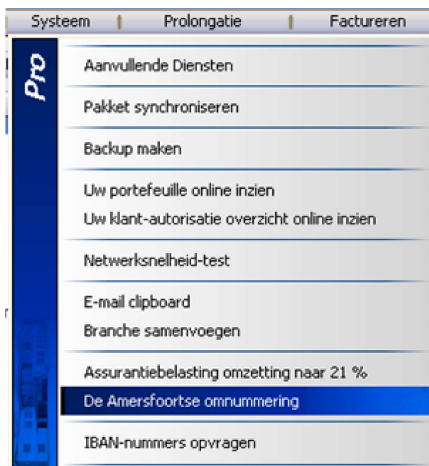 Systeem Prolongatie Factureren
Pro
Aanvullende Diensten
Pakket synchroniseren
Backup maken
Uw portefeuille online inzien
Uw klant-autorisatie overzicht online inzien
Netwerksnelheid-test
E-mail clipboard
Branche samenvoegen
Assurantiebelasting omzetting naar 21 %
De Amersfoortse omnummering
IBAN-nummers opvragen